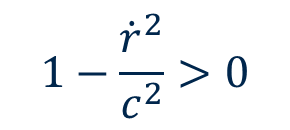 1 − ṙ²/c² > 0